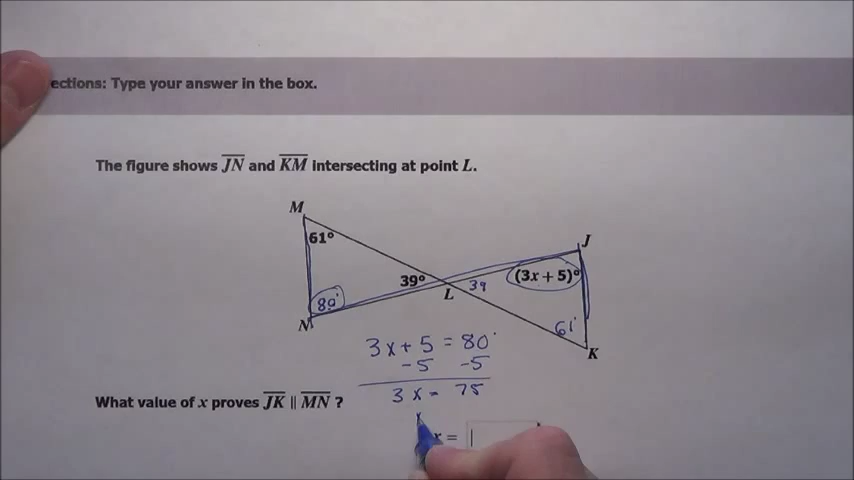 ections: Type your answer in the box.
The figure shows JN and KM intersecting at point L.
M
61°
J
39°
(3x + 5)°
39
L
80°
N
61°
K
3x + 5 = 80°
-5 -5
3x = 75
What value of x proves JK || MN ?
x
x =